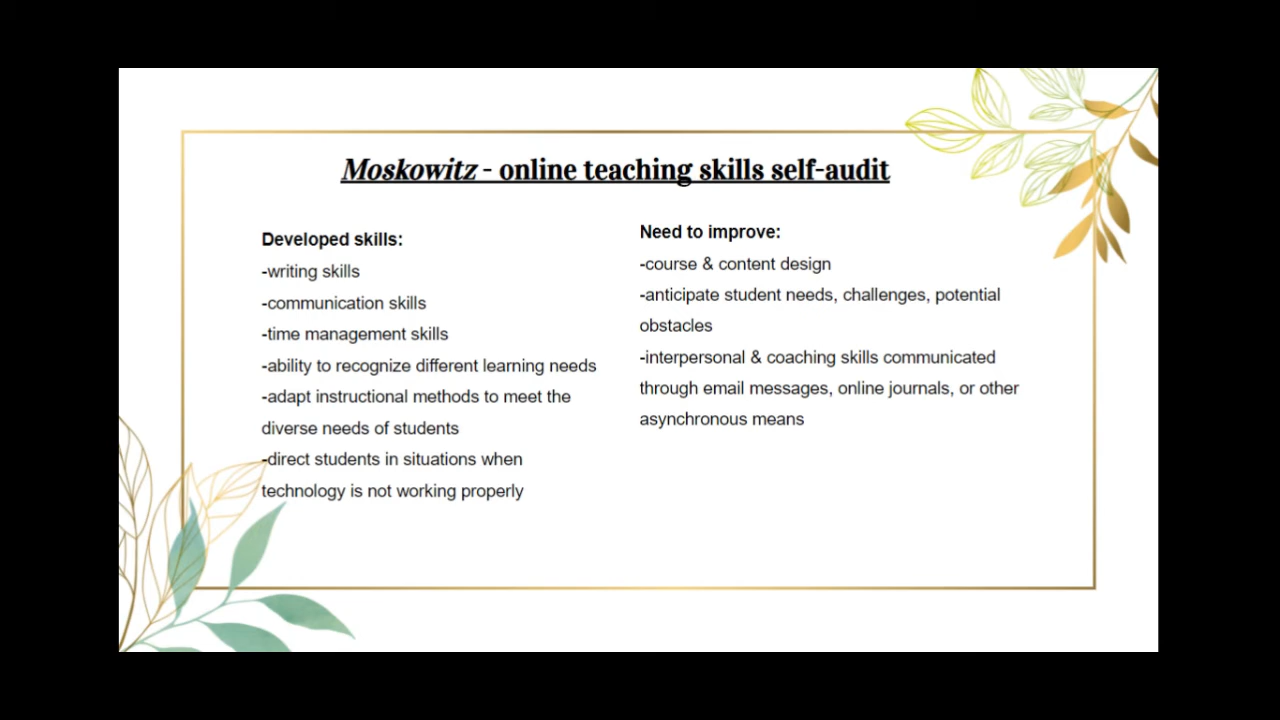 Moskowitz - online teaching skills self-audit
Developed skills:
-writing skills
-communication skills
-time management skills
-ability to recognize different learning needs
-adapt instructional methods to meet the
diverse needs of students
-direct students in situations when
technology is not working properly
Need to improve:
-course & content design
-anticipate student needs, challenges, potential
obstacles
-interpersonal & coaching skills communicated
through email messages, online journals, or other
asynchronous means